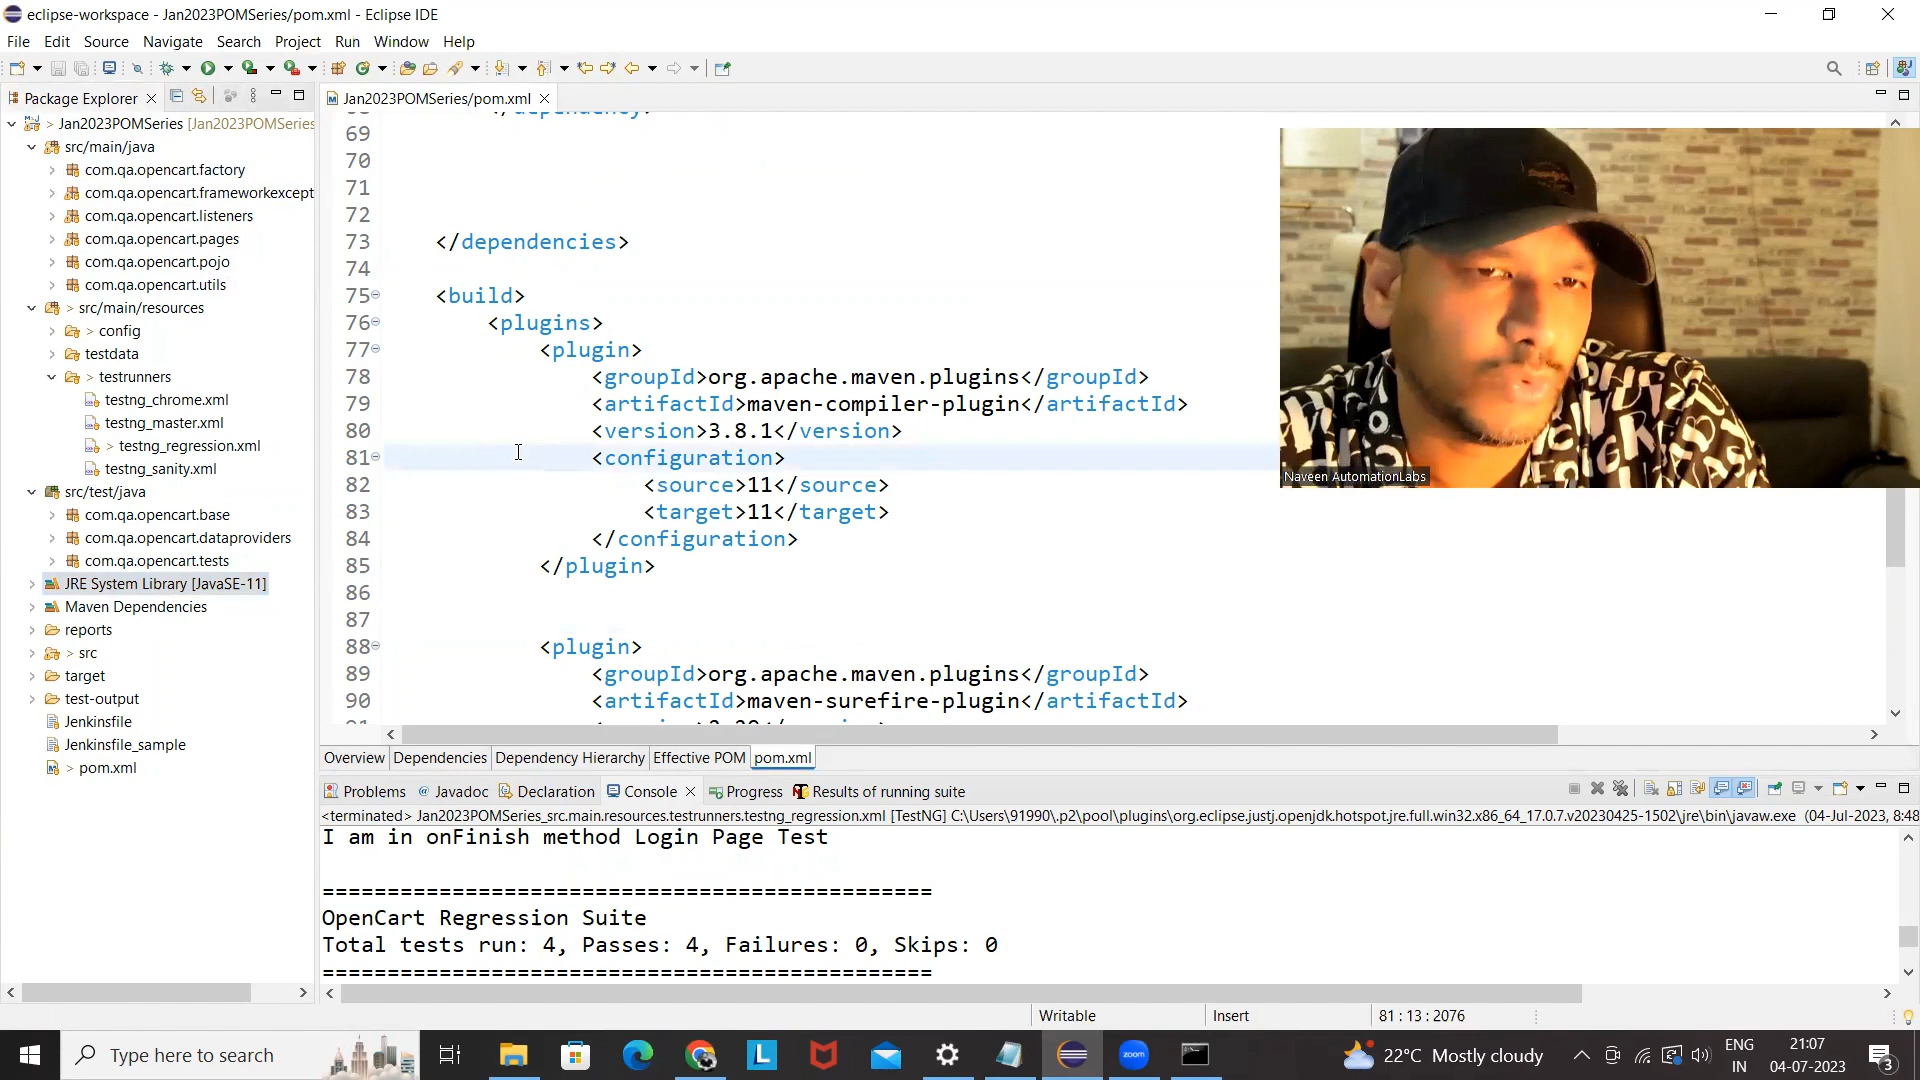 eclipse-workspace - Jan2023POMSeries/pom.xml - Eclipse IDE
File Edit Source Navigate Search Project Run Window Help
Package Explorer
> Jan2023POMSeries [Jan2023POMSeries
src/main/java
com.qa.opencart.factory
com.qa.opencart.frameworkexcept
com.qa.opencart.listeners
com.qa.opencart.pages
com.qa.opencart.pojo
com.qa.opencart.utils
> src/main/resources
> config
testdata
> testrunners
testng_chrome.xml
testng_master.xml
> testng_regression.xml
testng_sanity.xml
src/test/java
com.qa.opencart.base
com.qa.opencart.dataproviders
com.qa.opencart.tests
JRE System Library [JavaSE-11]
Maven Dependencies
reports
> src
target
test-output
Jenkinsfile
Jenkinsfile_sample
> pom.xml
Jan2023POMSeries/pom.xml
69
70
71
72
73 </dependencies>
74
75 <build>
76 <plugins>
77 <plugin>
78 <groupId>org.apache.maven.plugins</groupId>
79 <artifactId>maven-compiler-plugin</artifactId>
80 <version>3.8.1</version>
81 <configuration>
82 <source>11</source>
83 <target>11</target>
84 </configuration>
85 </plugin>
86
87
88 <plugin>
89 <groupId>org.apache.maven.plugins</groupId>
90 <artifactId>maven-surefire-plugin</artifactId>
Naveen AutomationLabs
Overview Dependencies Dependency Hierarchy Effective POM pom.xml
Problems @ Javadoc Declaration Console Progress Results of running suite
<terminated> Jan2023POMSeries_src.main.resources.testrunners.testng_regression.xml [TestNG] C:\Users\91990\.p2\pool\plugins\org.eclipse.justj.openjdk.hotspot.jre.full.win32.x86_64_17.0.7.v20230425-1502\jre\bin\javaw.exe (04-Jul-2023, 8:48
I am in onFinish method Login Page Test
===============================================
OpenCart Regression Suite
Total tests run: 4, Passes: 4, Failures: 0, Skips: 0
===============================================
Writable Insert 81 : 13 : 2076
Type here to search
L
zoom
22°C Mostly cloudy
ENG
IN
21:07
04-07-2023
3